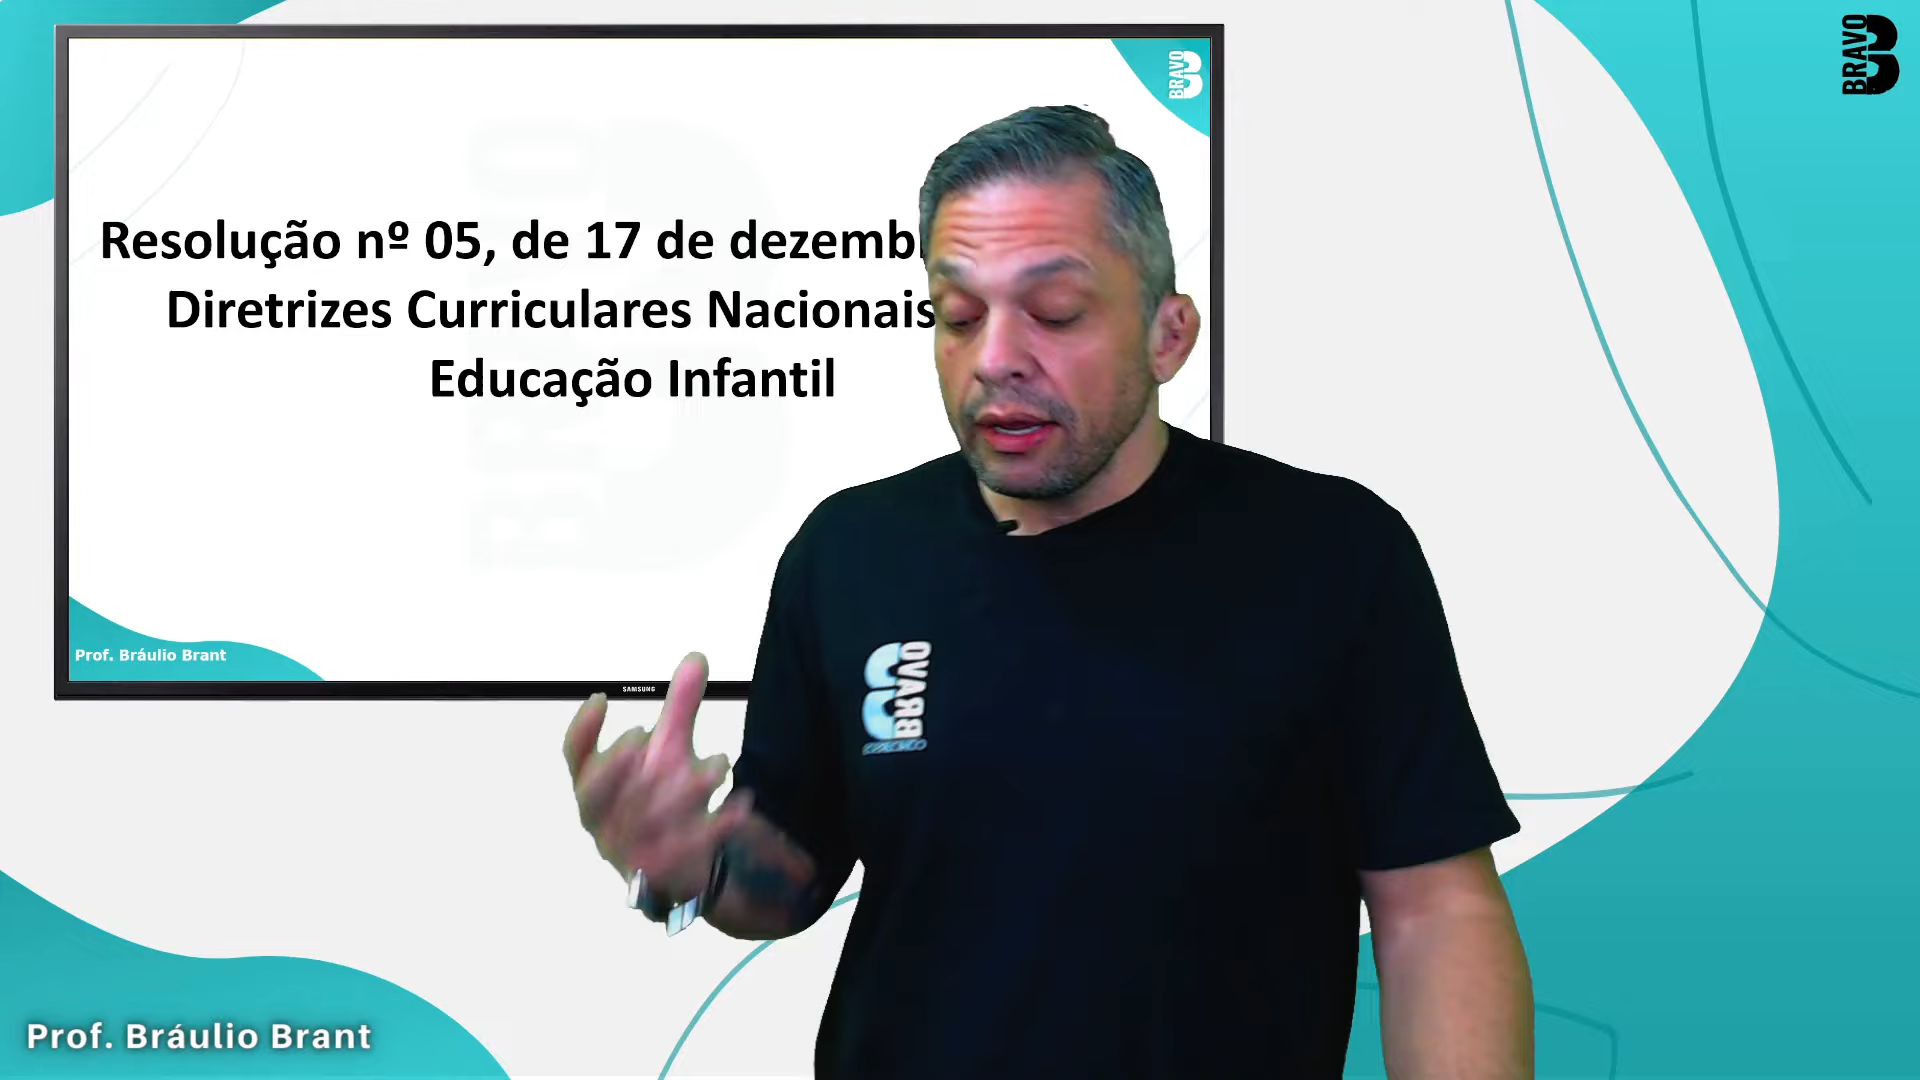 BRAVO
BRAVO
Resolução nº 05, de 17 de
Diretrizes Curriculares Nacionais
Educação Infantil
BRAVO
Prof. Bráulio Brant
SAMSUNG
BRAVO
Prof. Bráulio Brant